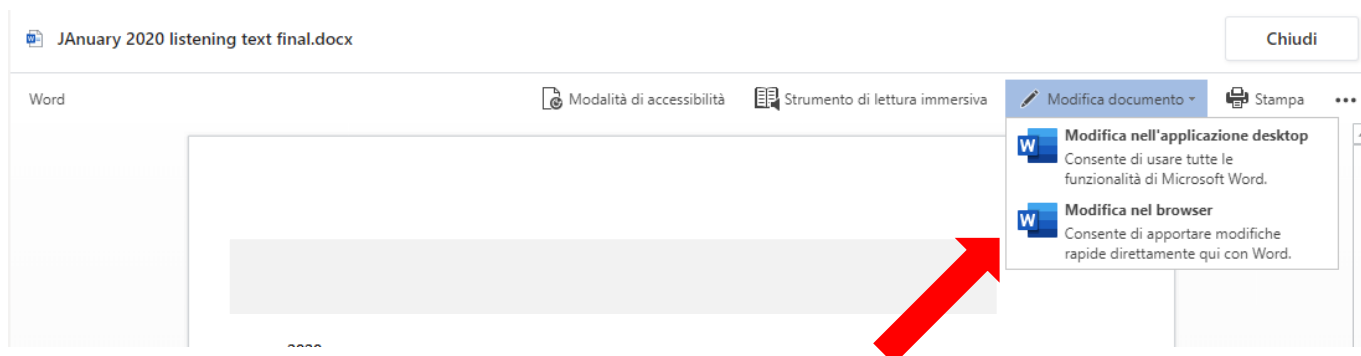 JAnuary 2020 listening text final.docx
Chiudi
Word
Modalità di accessibilità
Strumento di lettura immersiva
Modifica documento
Stampa
Modifica nell'applicazione desktop
Consente di usare tutte le
funzionalità di Microsoft Word.
Modifica nel browser
Consente di apportare modifiche
rapide direttamente qui con Word.